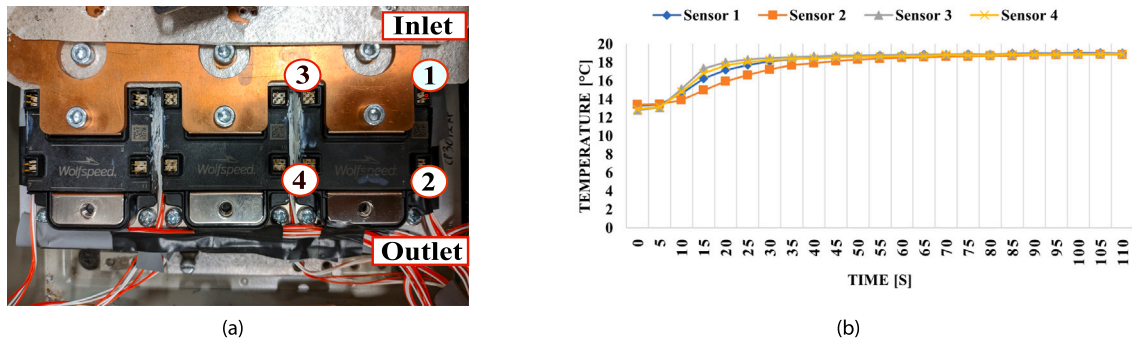 Inlet
3
1
Wolfspeed.
Wolfspeed.
Wolfspeed.
4
2
Outlet
(a)
Sensor 1 Sensor 2 Sensor 3 Sensor 4
TEMPERATURE [°C]
20
18
16
14
12
10
8
6
4
2
0
0 5 10 15 20 25 30 35 40 45 50 55 60 65 70 75 80 85 90 95 100 105 110
TIME [S]
(b)